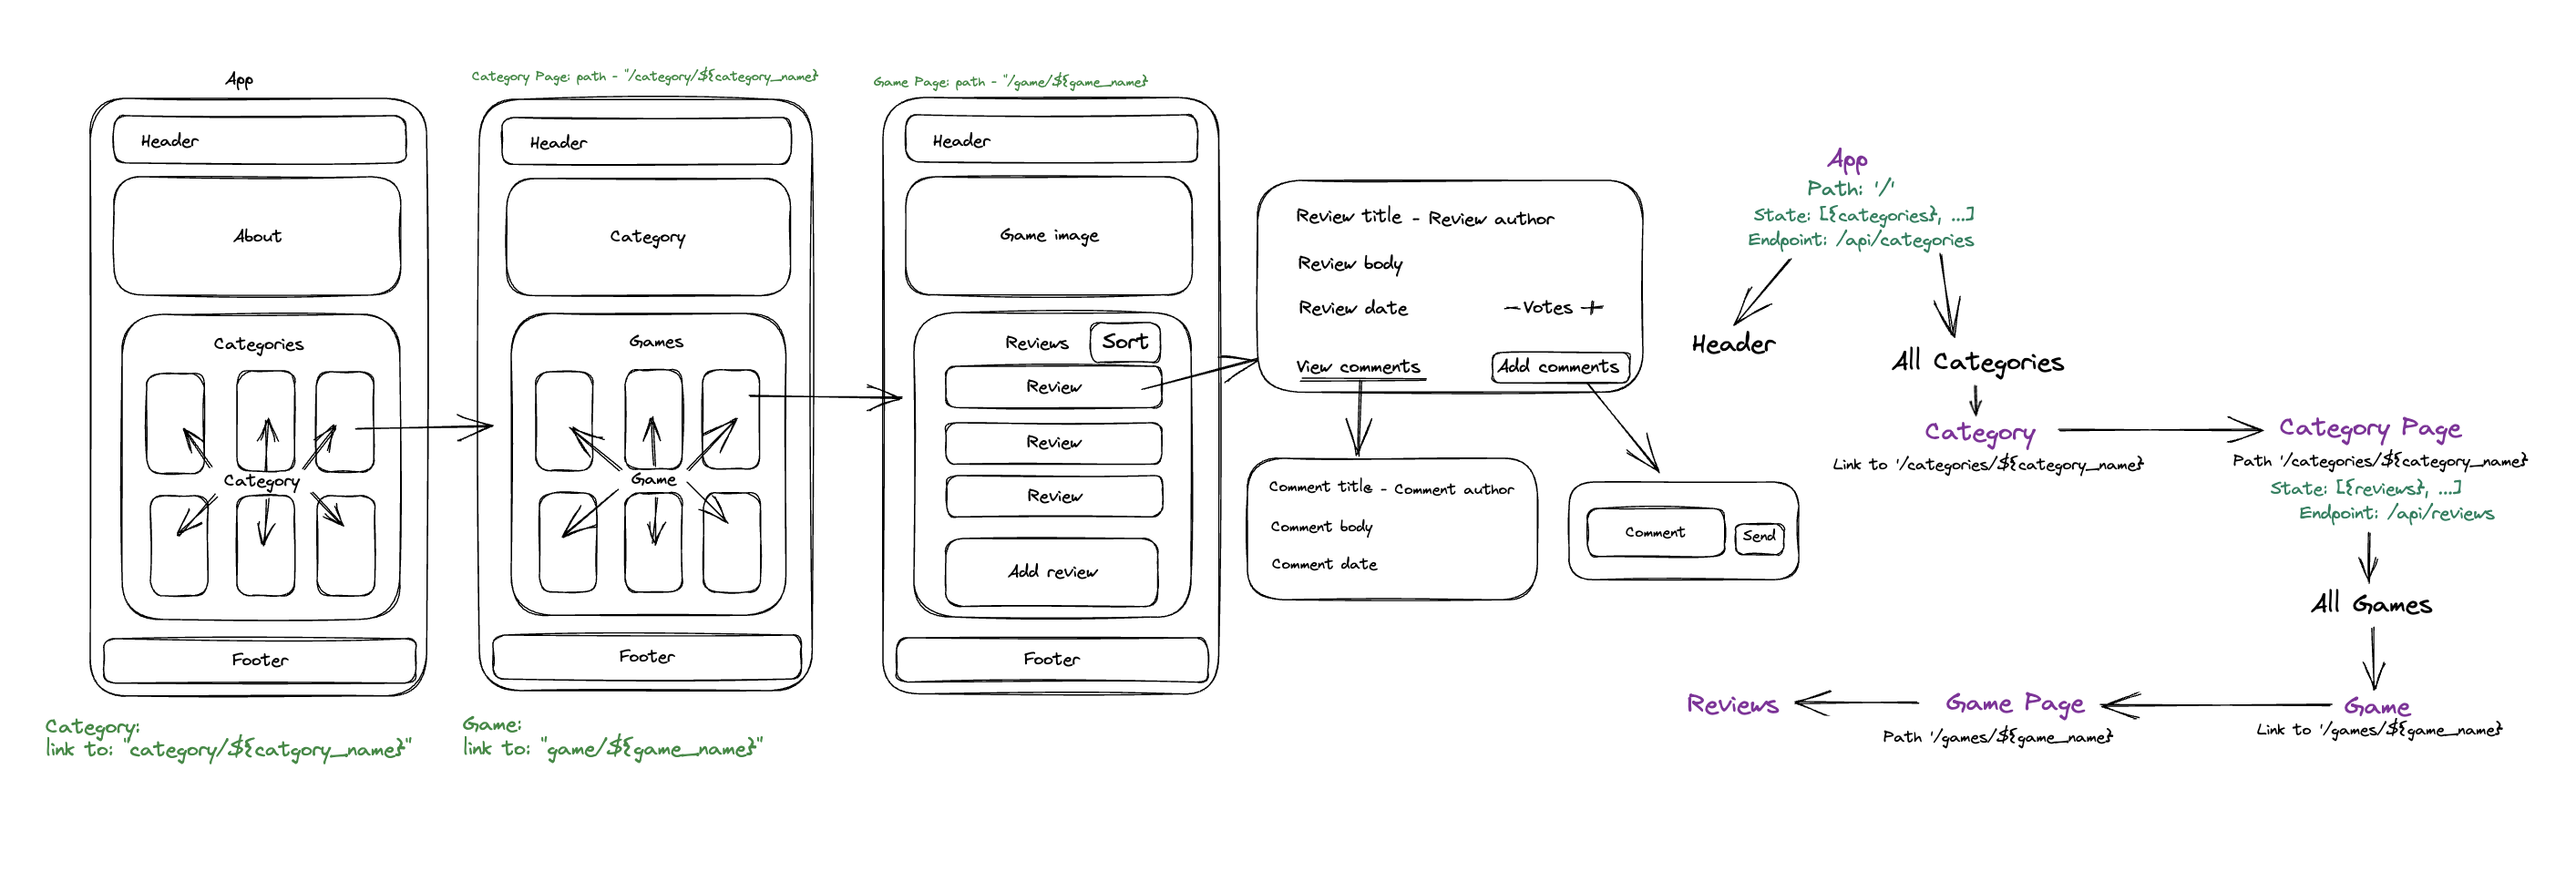 App
Header
About
Categories
Category
Footer
Category:
link to: "category/${catgory_name}"
Category Page: path - "/category/${category_name}
Header
Category
Games
Game
Footer
Game:
link to: "game/${game_name}"
Game Page: path - "/game/${game_name}
Header
Game image
Reviews
Sort
Review
Review
Review
Add review
Footer
Review title - Review author
Review body
Review date
-Votes +
View comments
Add comments
Comment title - Comment author
Comment body
Comment date
Comment
Send
App
Path: '/'
State: [{categories}, ...]
Endpoint: /api/categories
Header
All Categories
Category
Link to '/categories/${category_name}
Category Page
Path '/categories/${category_name}
State: [{reviews}, ...]
Endpoint: /api/reviews
All Games
Game
Link to '/games/${game_name}
Game Page
Path '/games/${game_name}
Reviews